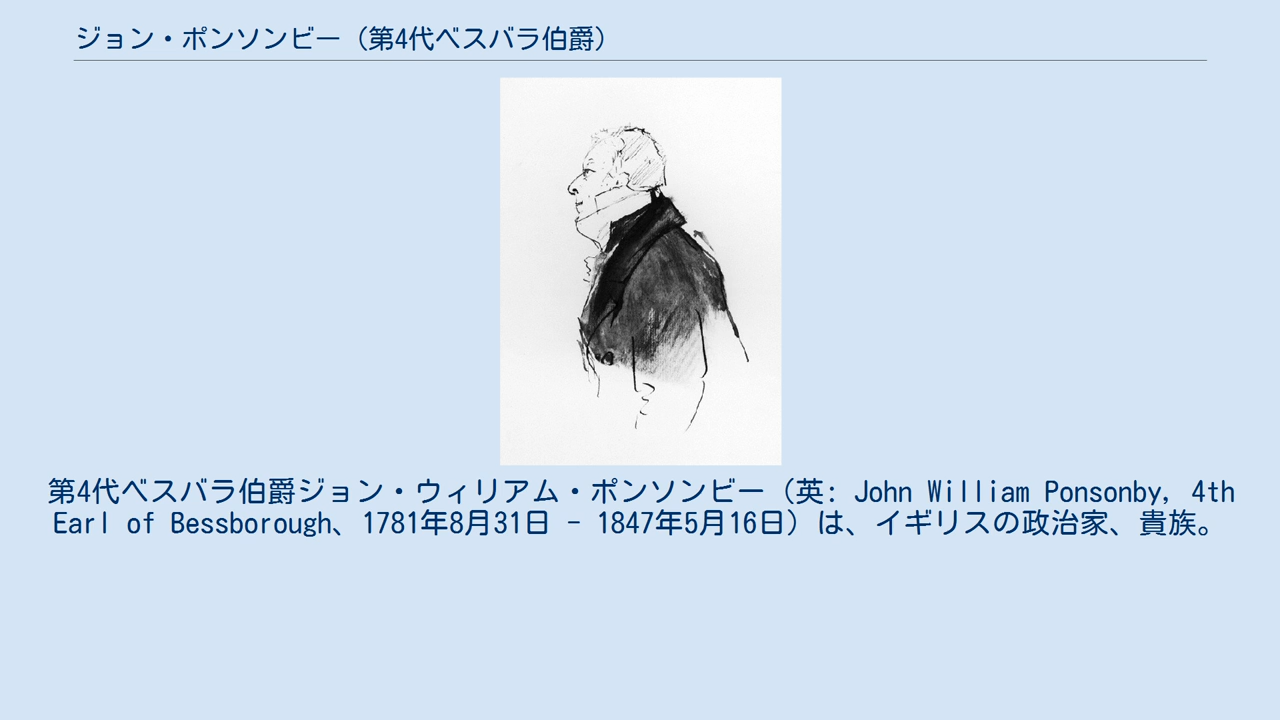 ジョン・ポンソンビー（第4代ベスバラ伯爵）
第4代ベスバラ伯爵ジョン・ウィリアム・ポンソンビー（英: John William Ponsonby, 4th
Earl of Bessborough、1781年8月31日 - 1847年5月16日）は、イギリスの政治家、貴族。